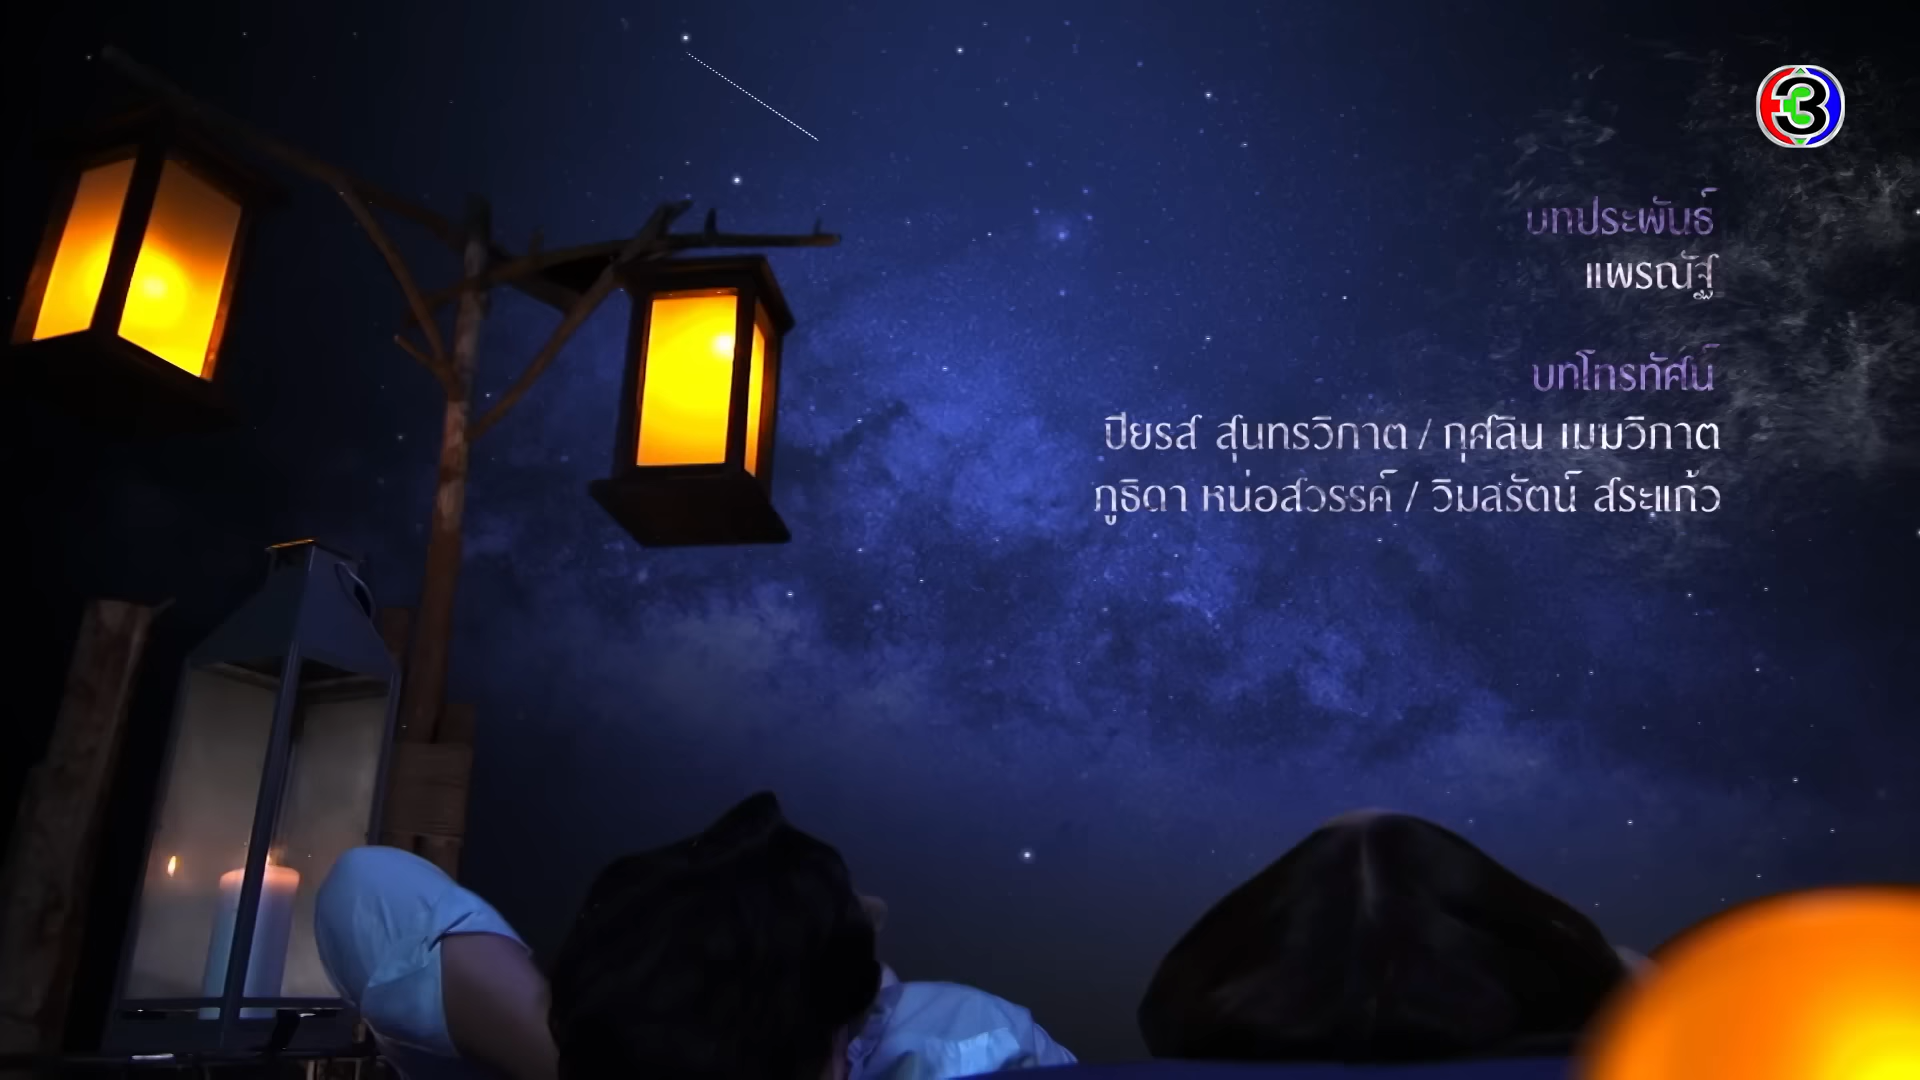 3
บทประพันธ์
แพรณัฐ
บทโทรทัศน์
ปิยรส สุนทรวิภาต / กุศลิน เมฆวิภาต
ภูธิดา หน่อสวรรค์ / วิมลรัตน์ สระแก้ว